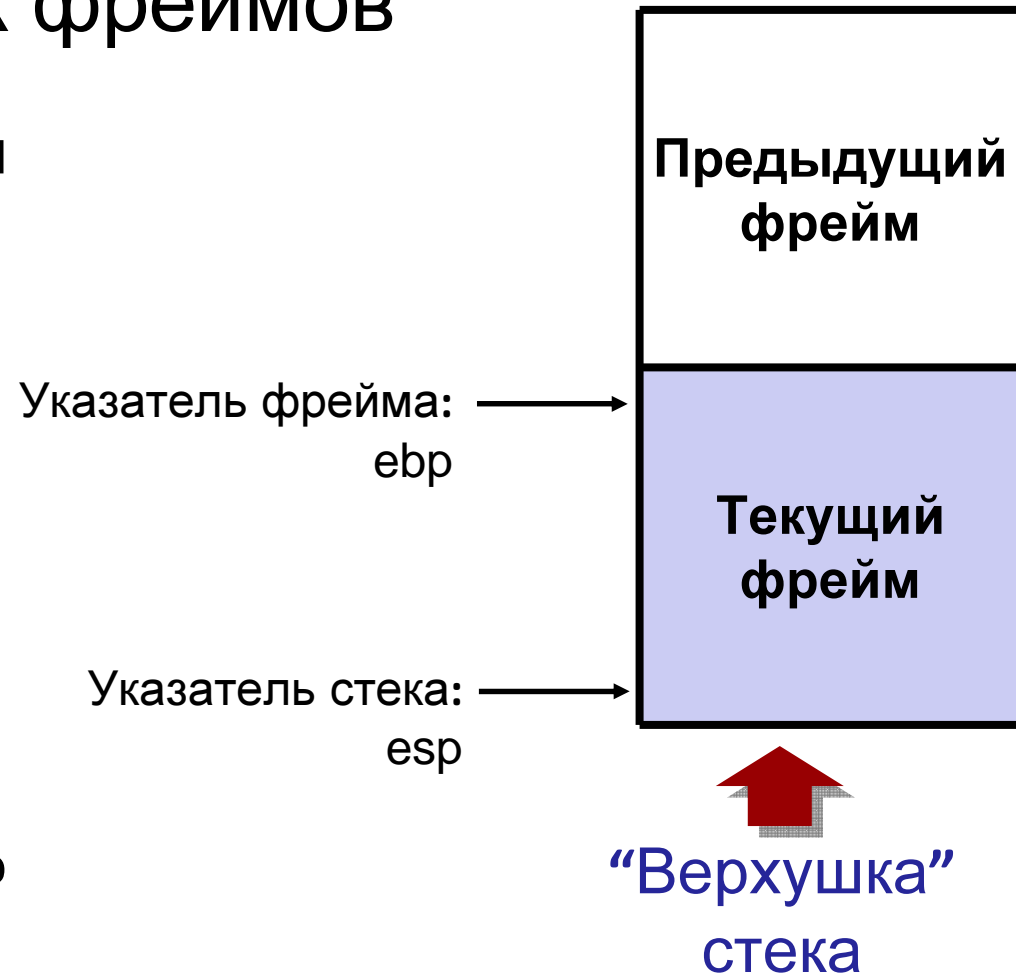 фреймов
Предыдущий
фрейм
Указатель фрейма:
ebp
Текущий
фрейм
Указатель стека:
esp
“Верхушка”
стека